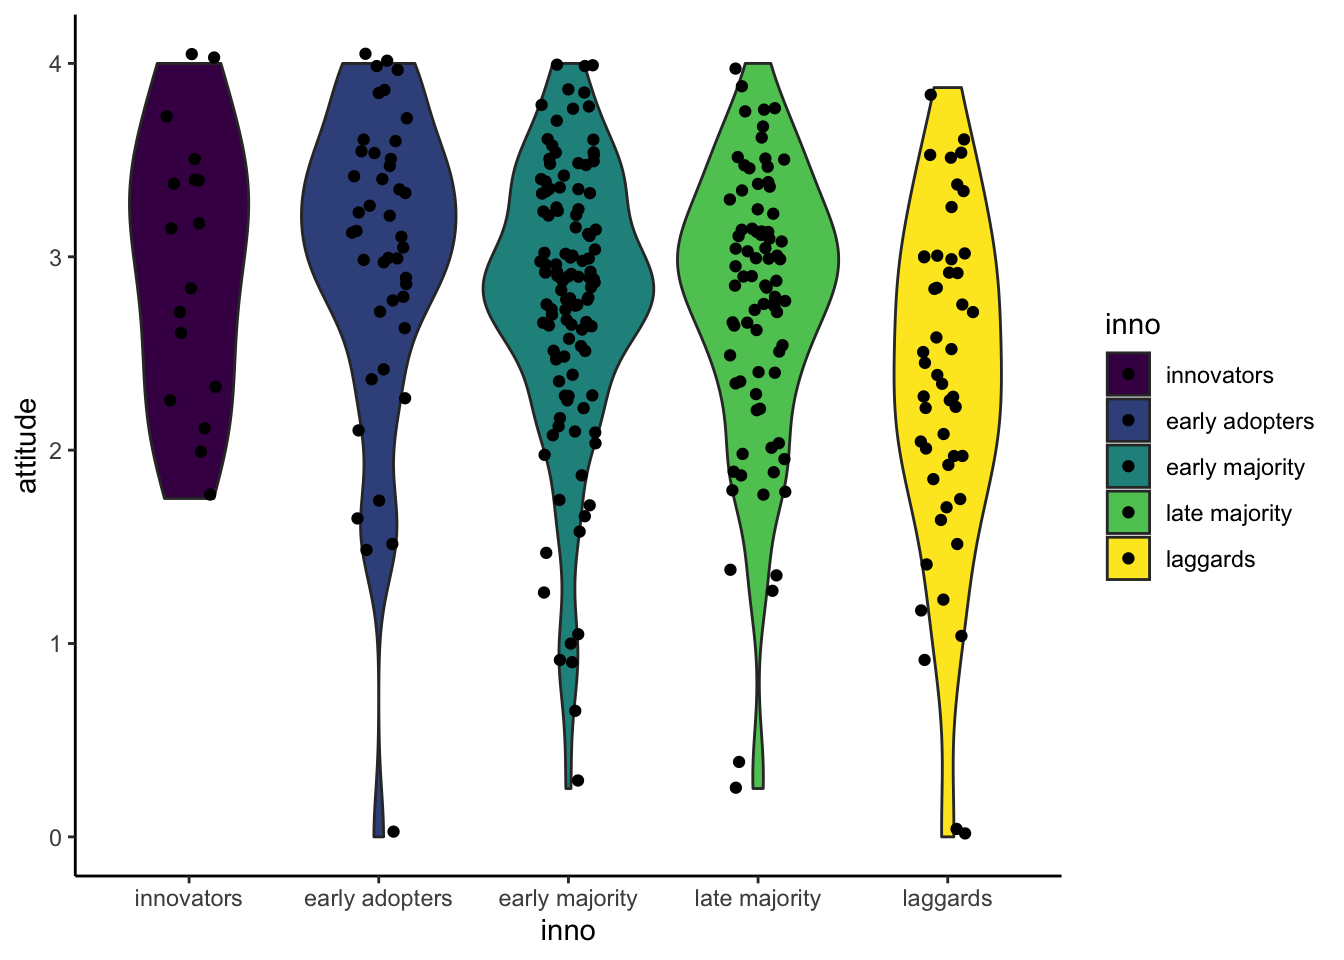 4
3
2
1
0
attitude
innovators
early adopters
early majority
late majority
laggards
inno
inno
innovators
early adopters
early majority
late majority
laggards